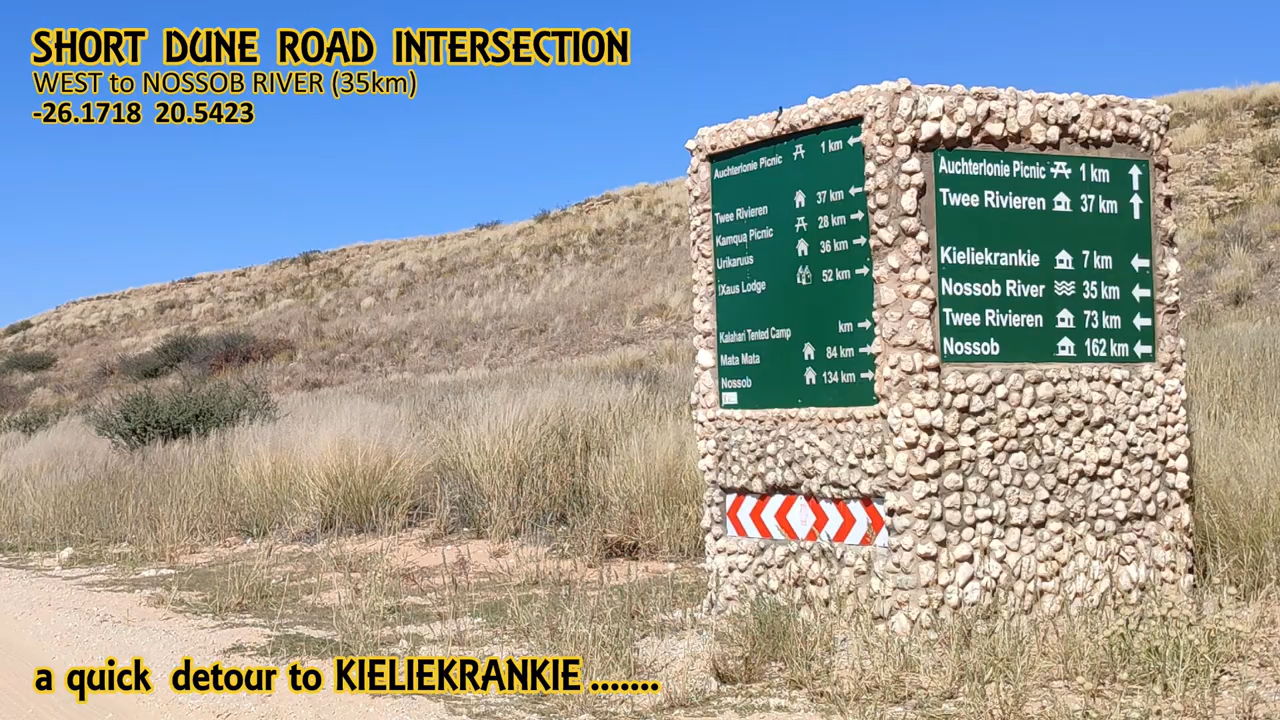 SHORT DUNE ROAD INTERSECTION
WEST to NOSSOB RIVER (35km)
-26.1718 20.5423
Auchterlonie Picnic 1 km ←
Twee Rivieren 37 km ←
Kamqua Picnic 28 km →
Urikaruus 36 km →
!Xaus Lodge 52 km →
Kalahari Tented Camp km →
Mata Mata 84 km →
Nossob 134 km →
Auchterlonie Picnic 1 km ↑
Twee Rivieren 37 km ↑
Kieliekrankie 7 km ←
Nossob River 35 km ←
Twee Rivieren 73 km ←
Nossob 162 km ←
a quick detour to KIELIEKRANKIE .......